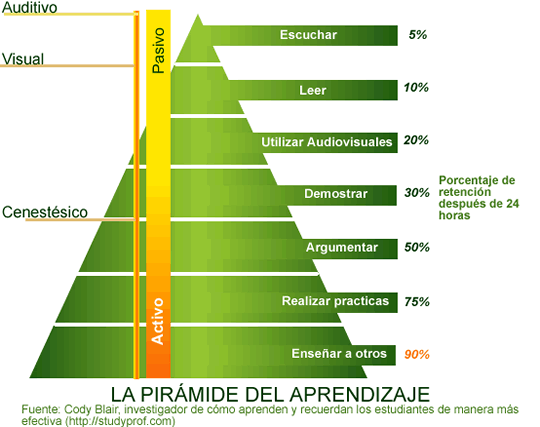 Auditivo
Pasivo
Escuchar 5%
Visual
Leer 10%
Utilizar Audiovisuales 20%
Demostrar 30%
Porcentaje de
retención
después de 24
horas
Cenestésico
Argumentar 50%
Activo
Realizar practicas 75%
Enseñar a otros 90%
LA PIRÁMIDE DEL APRENDIZAJE
Fuente: Cody Blair, investigador de cómo aprenden y recuerdan los estudiantes de manera más
efectiva (http://studyprof.com)